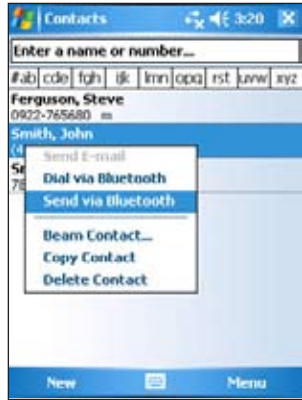 Contacts 3:20
Enter a name or number...
#ab cde fgh ijk lmn opq rst uvw xyz
Ferguson, Steve
0922-765680 m
Smith, John
(4
Send E-mail
Dial via Bluetooth
Send via Bluetooth
Beam Contact...
Copy Contact
Delete Contact
New Menu